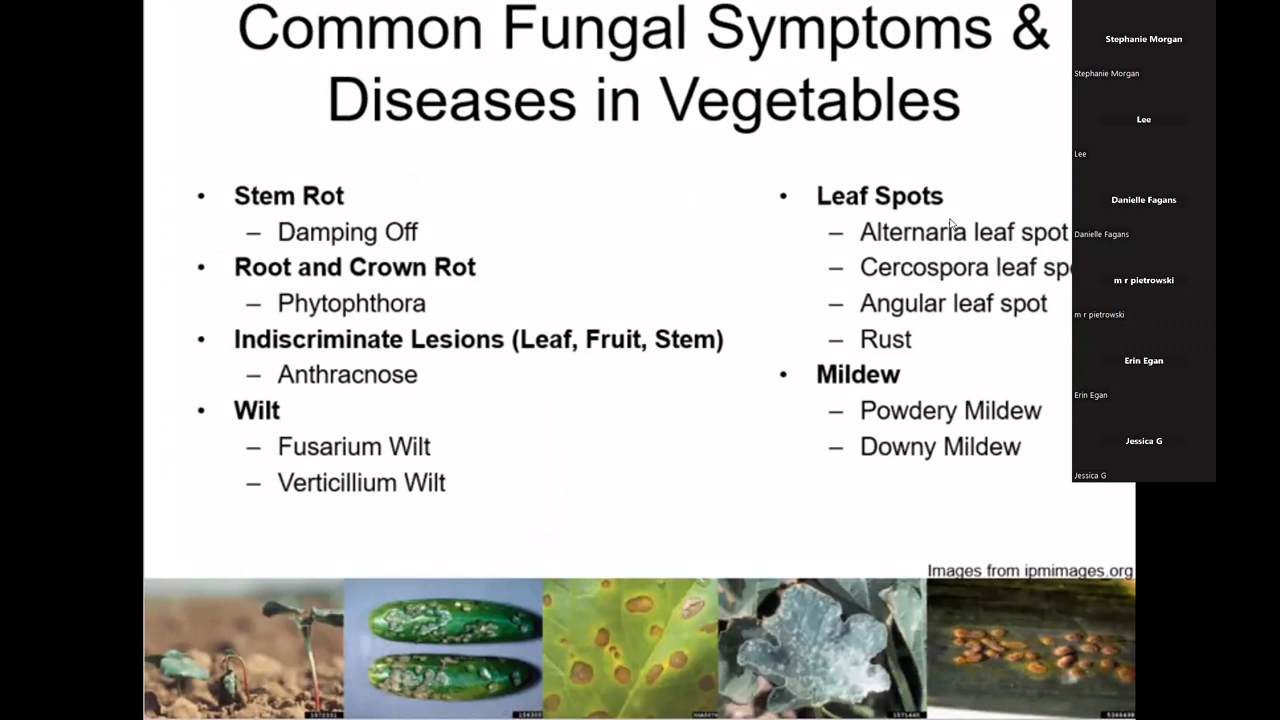 Common Fungal Symptoms &
Diseases in Vegetables
• Stem Rot
– Damping Off
• Root and Crown Rot
– Phytophthora
• Indiscriminate Lesions (Leaf, Fruit, Stem)
– Anthracnose
• Wilt
– Fusarium Wilt
– Verticillium Wilt
• Leaf Spots
– Alternaria leaf spot
– Cercospora leaf
– Angular leaf spot
– Rust
• Mildew
– Powdery Mildew
– Downy Mildew
Images from ipmimages.org
Stephanie Morgan
Stephanie Morgan
Lee
Lee
Danielle Fagans
Danielle Fagans
m r pietrowski
m r pietrowski
Erin Egan
Erin Egan
Jessica G
Jessica G